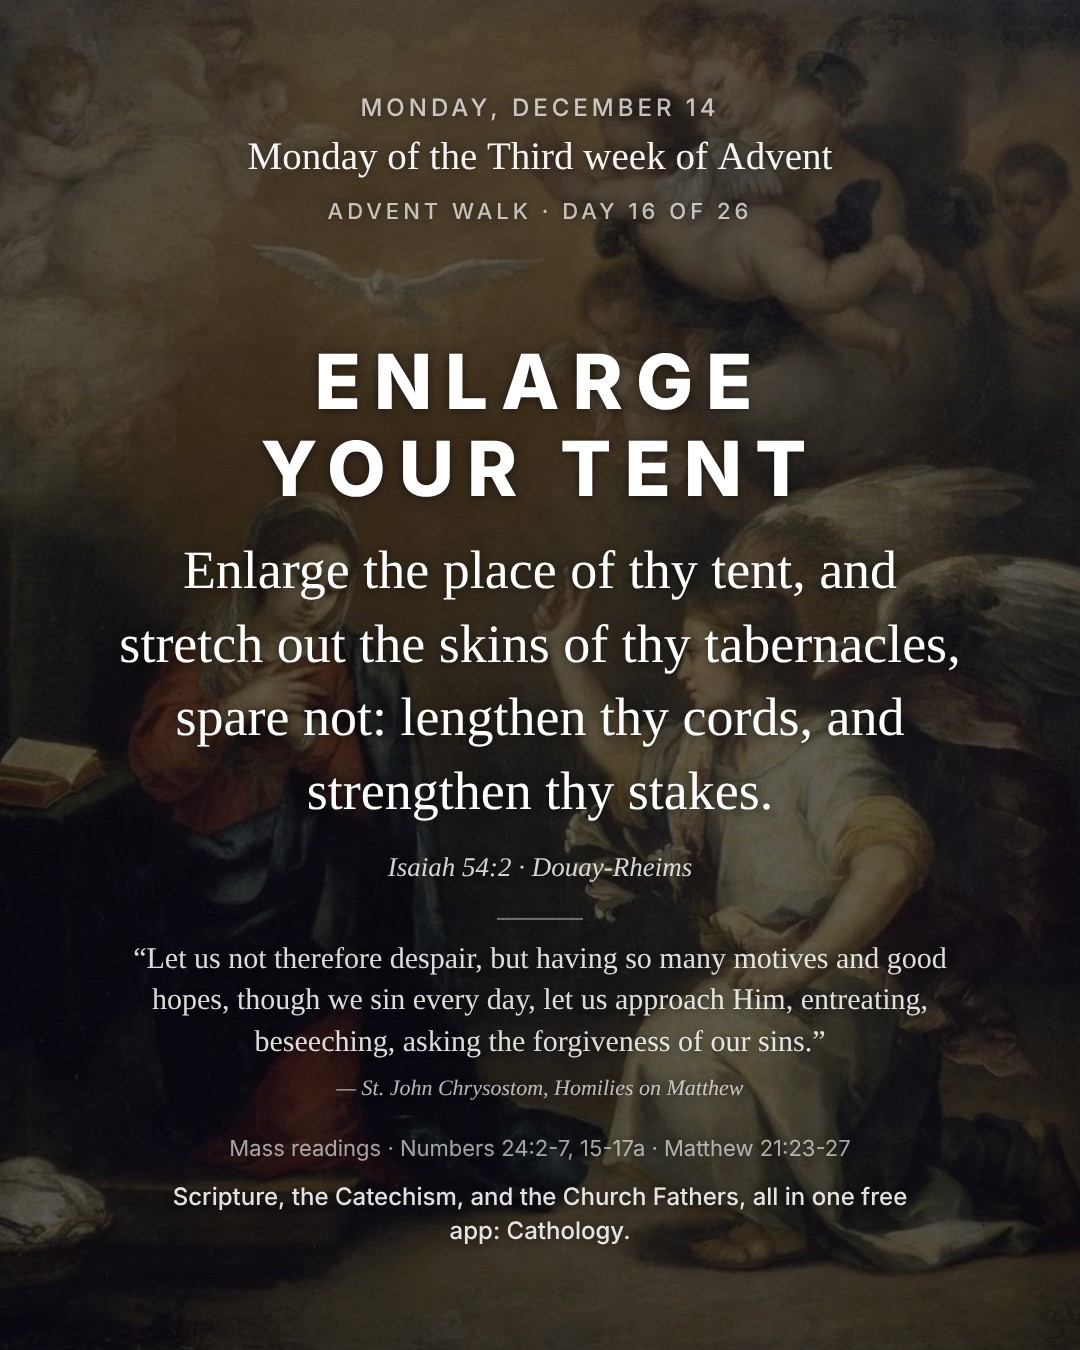 MONDAY, DECEMBER 14
Monday of the Third week of Advent
ADVENT WALK · DAY 16 OF 26
ENLARGE
YOUR TENT
Enlarge the place of thy tent, and
stretch out the skins of thy tabernacles,
spare not: lengthen thy cords, and
strengthen thy stakes.
Isaiah 54:2 · Douay-Rheims
“Let us not therefore despair, but having so many motives and good
hopes, though we sin every day, let us approach Him, entreating,
beseeching, asking the forgiveness of our sins.”
— St. John Chrysostom, Homilies on Matthew
Mass readings · Numbers 24:2-7, 15-17a · Matthew 21:23-27
Scripture, the Catechism, and the Church Fathers, all in one free
app: Cathology.